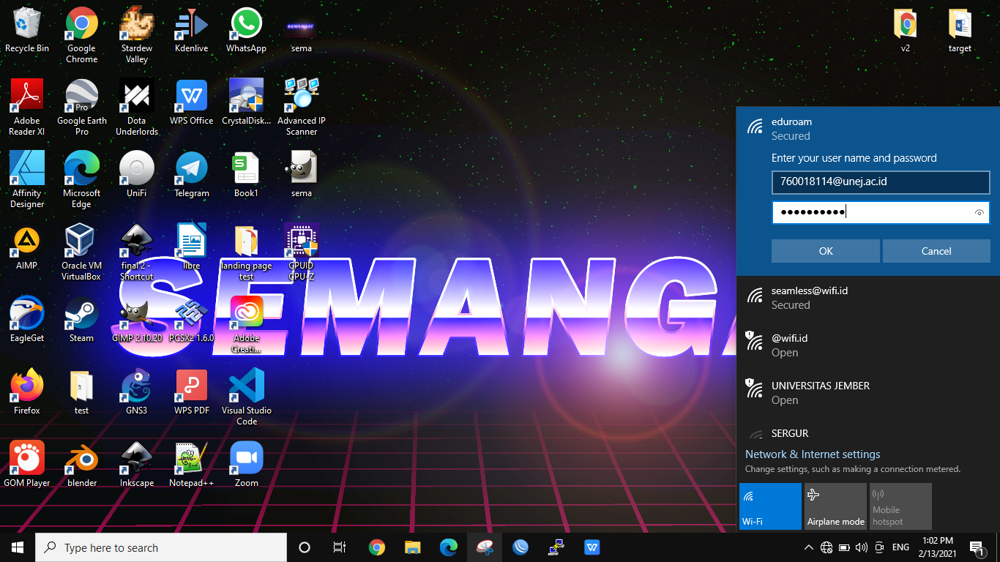 Recycle Bin
Google
Chrome
Stardew
Valley
Kdenlive
WhatsApp
SEMANGAT
sema
v2
target
Adobe
Reader XI
Pro
Google Earth
Pro
Dota
Underlords
WPS Office
CrystalDisk...
Advanced IP
Scanner
Affinity
Designer
Microsoft
Edge
UniFi
Telegram
Book1
sema
AIMP
Oracle VM
VirtualBox
final 2 -
Shortcut
libre
landing page
test
CPUID
CPU-Z
SEMANGA
EagleGet
Steam
GIMP 2.10.20
PCSX2 1.6.0
Adobe
Creati...
Firefox
test
GNS3
WPS PDF
Visual Studio
Code
GOM Player
blender
Inkscape
Notepad++
Zoom
eduroam
Secured
Enter your user name and password
760018114@unej.ac.id
●●●●●●●●●●
OK
Cancel
seamless@wifi.id
Secured
@wifi.id
Open
UNIVERSITAS JEMBER
Open
SERGUR
Network & Internet settings
Change settings, such as making a connection metered.
Wi-Fi
Airplane mode
Mobile
hotspot
Type here to search
ENG
1:02 PM
2/13/2021
1